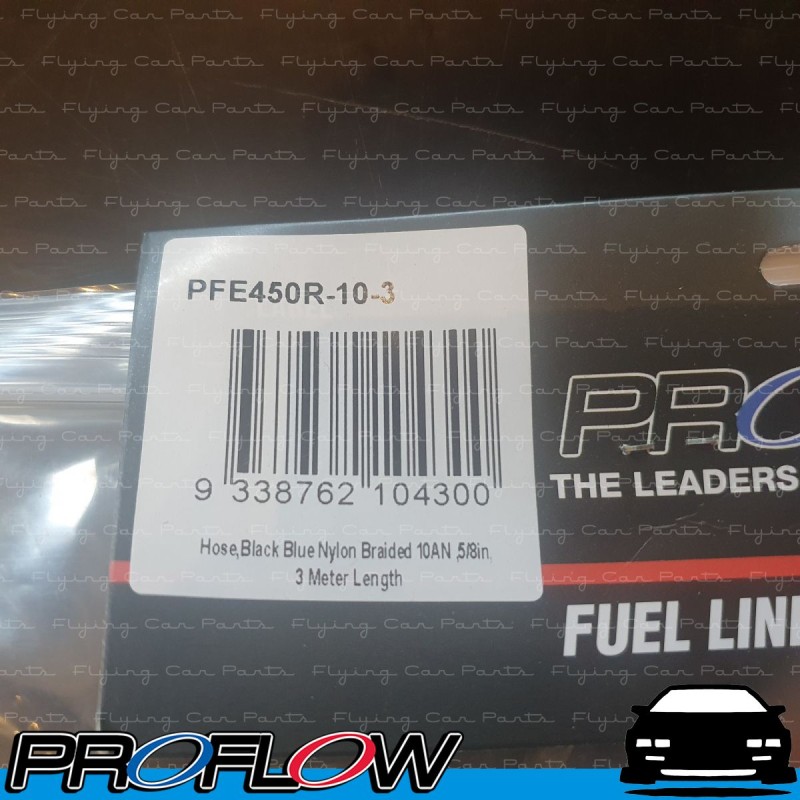 PFE450R-10-3
9 338762 104300
Hose,Black Blue Nylon Braided 10AN ,5/8in,
3 Meter Length
PRO
THE LEADERS
FUEL LIN
PROFLOW
Flying Car Parts